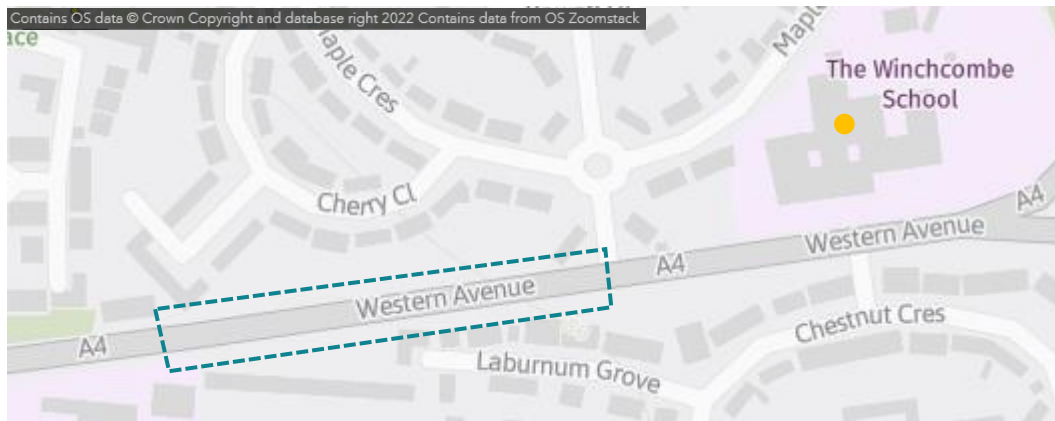 Contains OS data © Crown Copyright and database right 2022 Contains data from OS Zoomstack
Maple
The Winchcombe
School
Maple Cres
Cherry Cl
A4
Western Avenue
A4
Western Avenue
Chestnut Cres
A4
Laburnum Grove